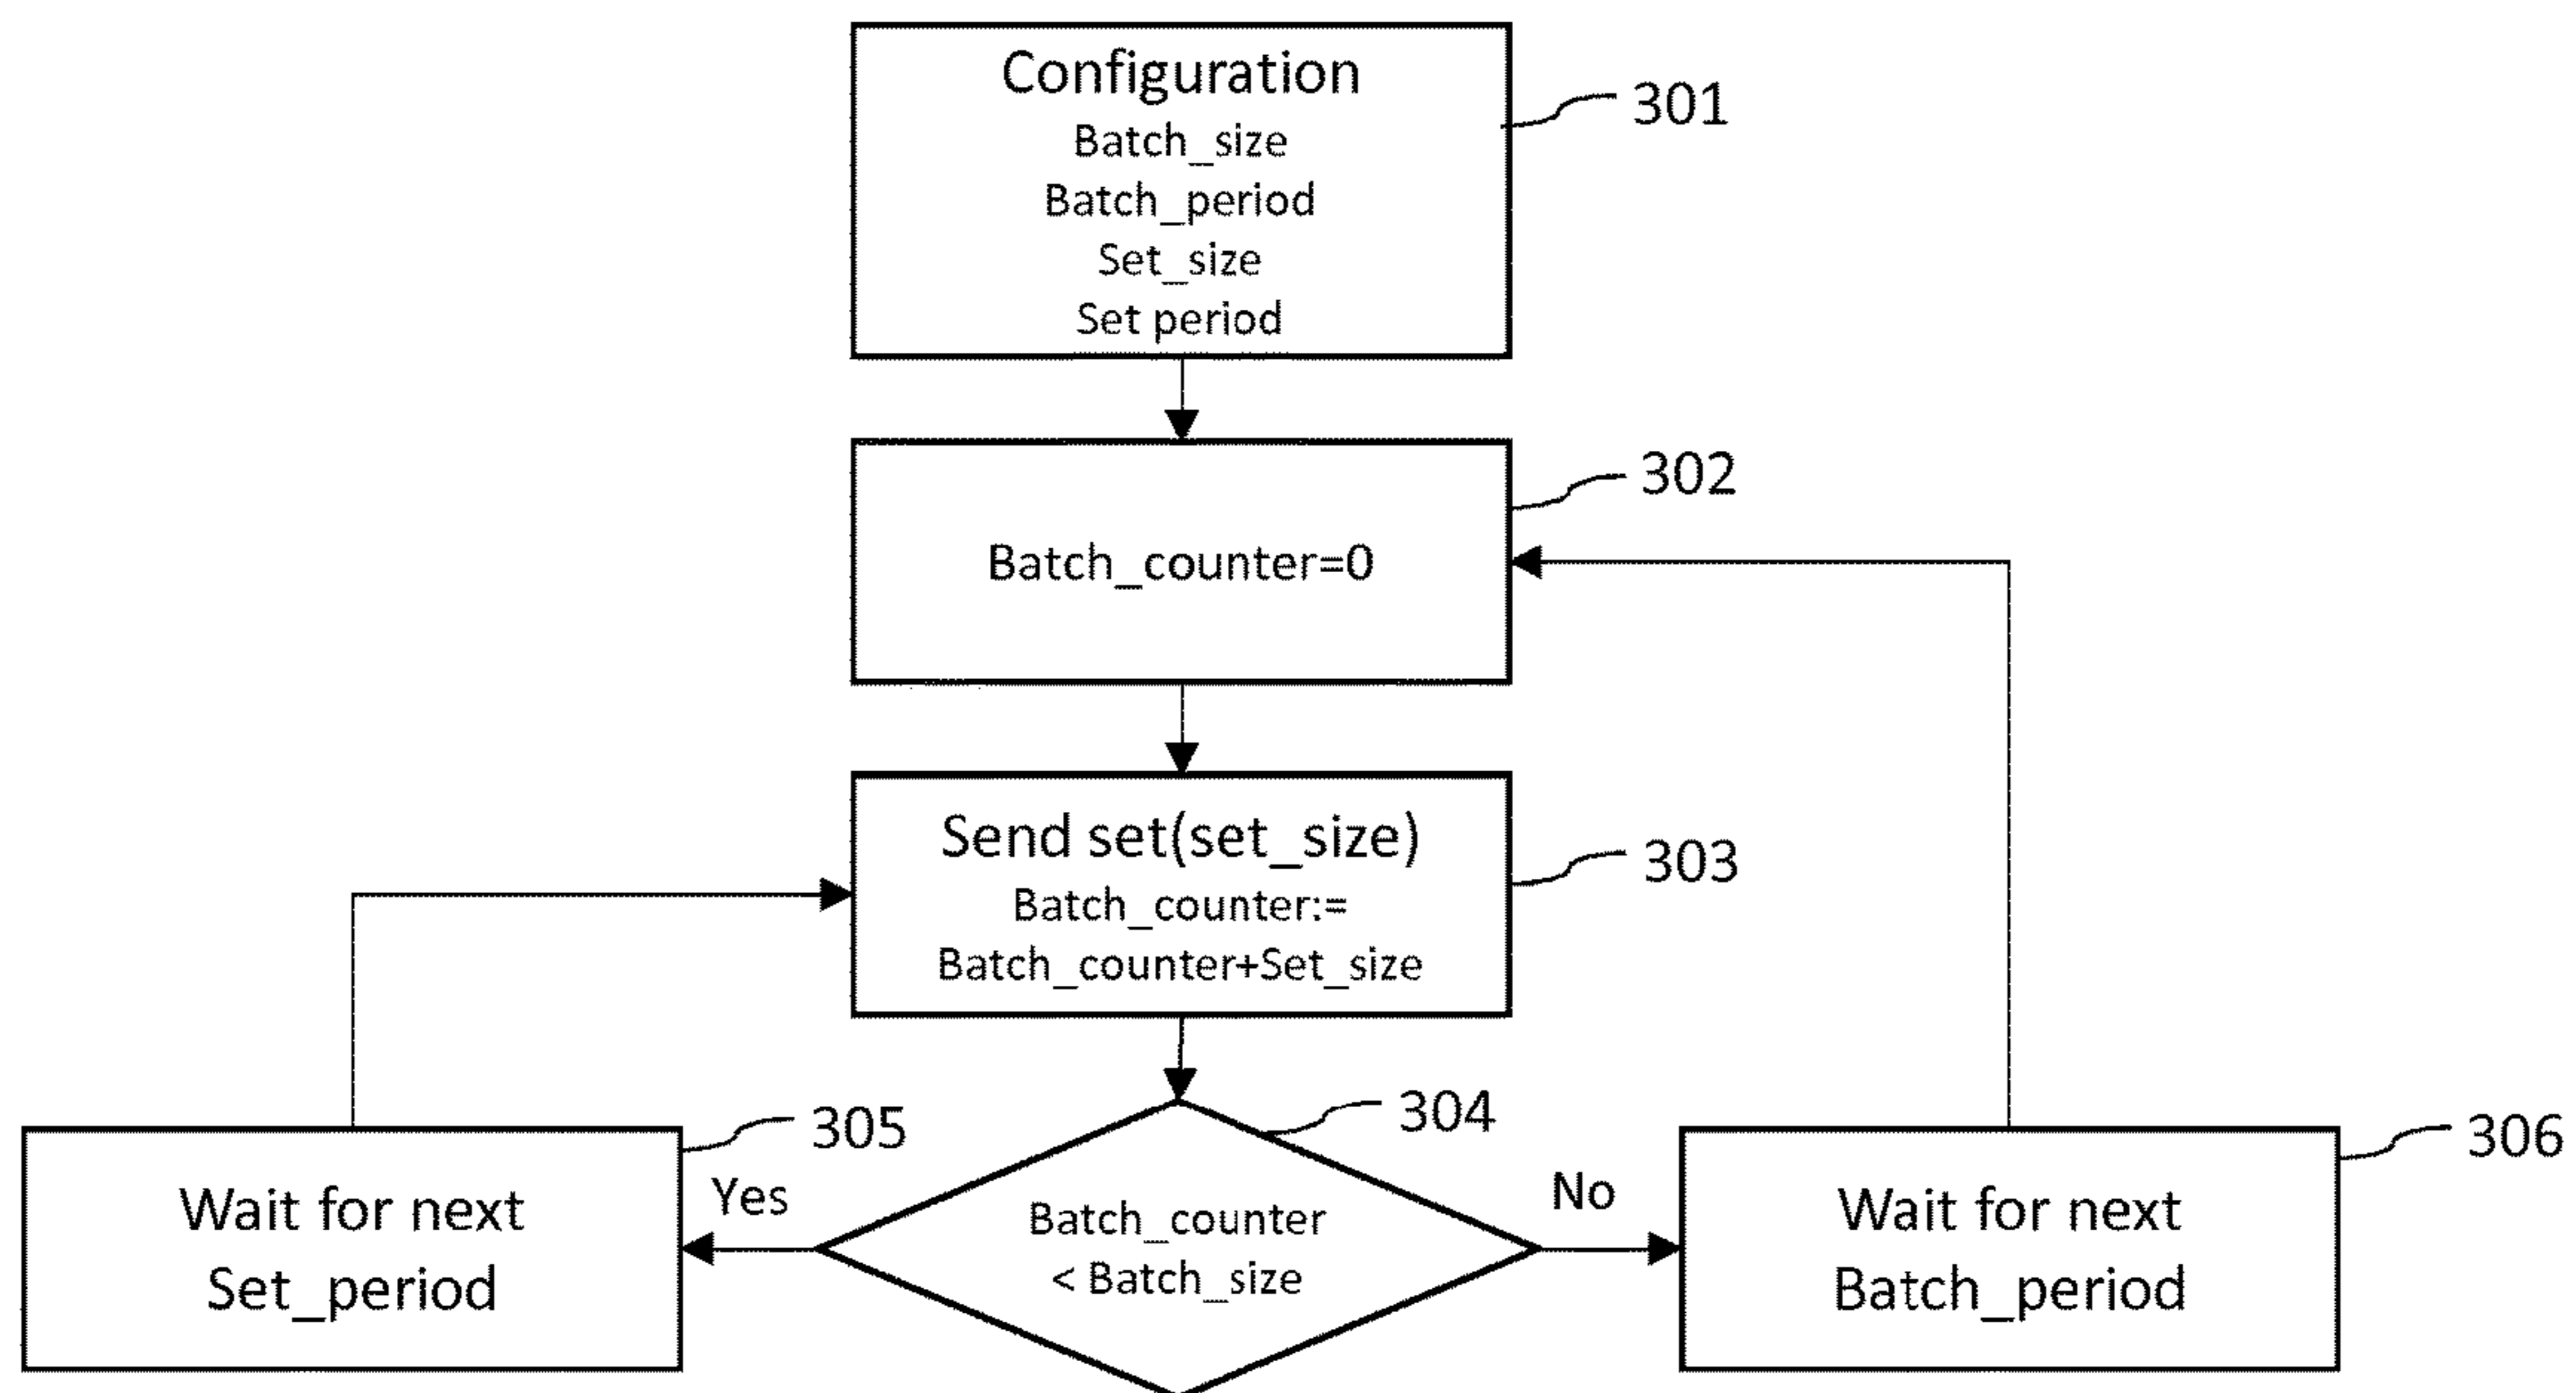 Configuration
Batch_size
Batch_period
Set_size
Set period
301
Batch_counter=0
302
Send set(set_size)
Batch_counter:=
Batch_counter+Set_size
303
Batch_counter
< Batch_size
304
Yes
No
Wait for next
Set_period
305
Wait for next
Batch_period
306